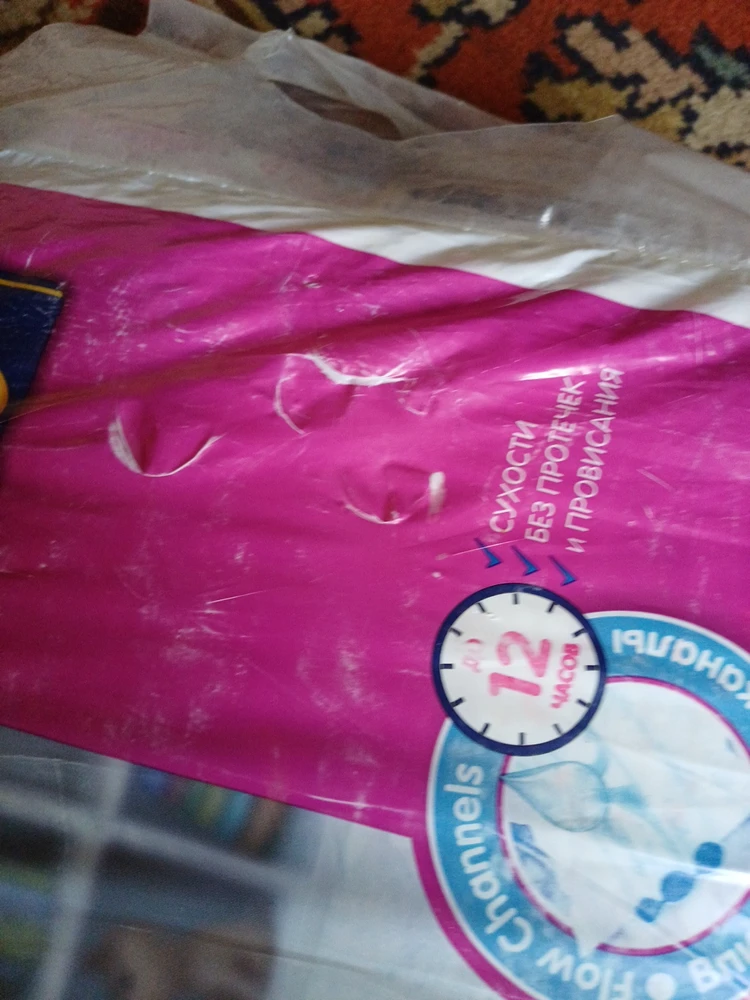 СУХОСТИ
БЕЗ ПРОТЕЧЕК
И ПРОВИСАНИЯ
ДО
12
ЧАСОВ
Flow Channels
каналы